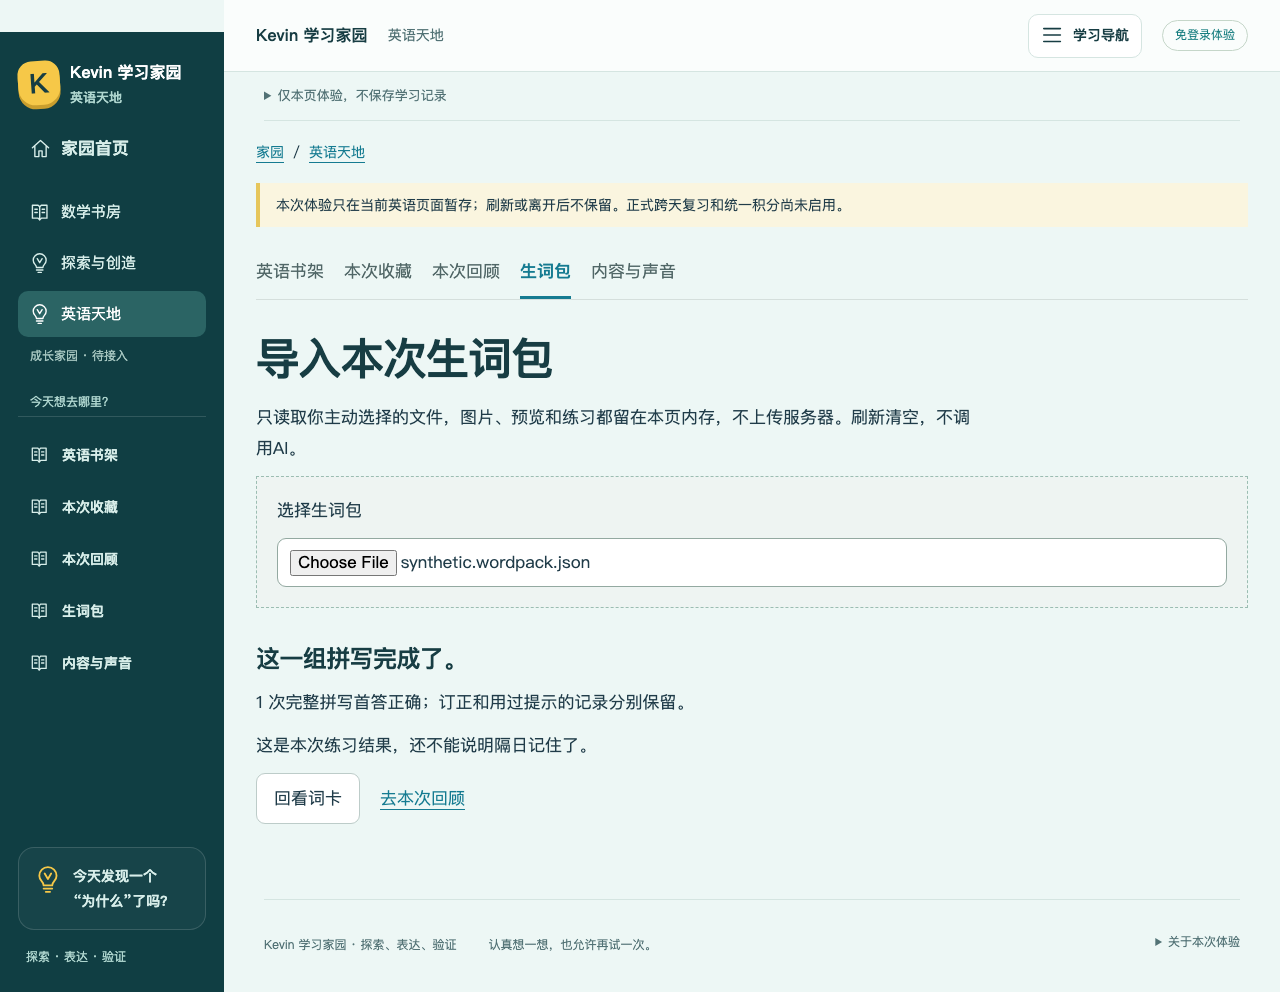 K
Kevin 学习家园
英语天地
家园首页
数学书房
探索与创造
英语天地
成长家园 · 待接入
今天想去哪里?
英语书架
本次收藏
本次回顾
生词包
内容与声音
今天发现一个
“为什么”了吗?
探索 · 表达 · 验证
Kevin 学习家园 英语天地
学习导航
免登录体验
▶ 仅本页体验，不保存学习记录
家园 / 英语天地
本次体验只在当前英语页面暂存；刷新或离开后不保留。正式跨天复习和统一积分尚未启用。
英语书架 本次收藏 本次回顾 生词包 内容与声音
导入本次生词包
只读取你主动选择的文件，图片、预览和练习都留在本页内存，不上传服务器。刷新清空，不调
用AI。
选择生词包
Choose File synthetic.wordpack.json
这一组拼写完成了。
1 次完整拼写首答正确；订正和用过提示的记录分别保留。
这是本次练习结果，还不能说明隔日记住了。
回看词卡 去本次回顾
Kevin 学习家园 · 探索、表达、验证 认真想一想，也允许再试一次。
▶ 关于本次体验